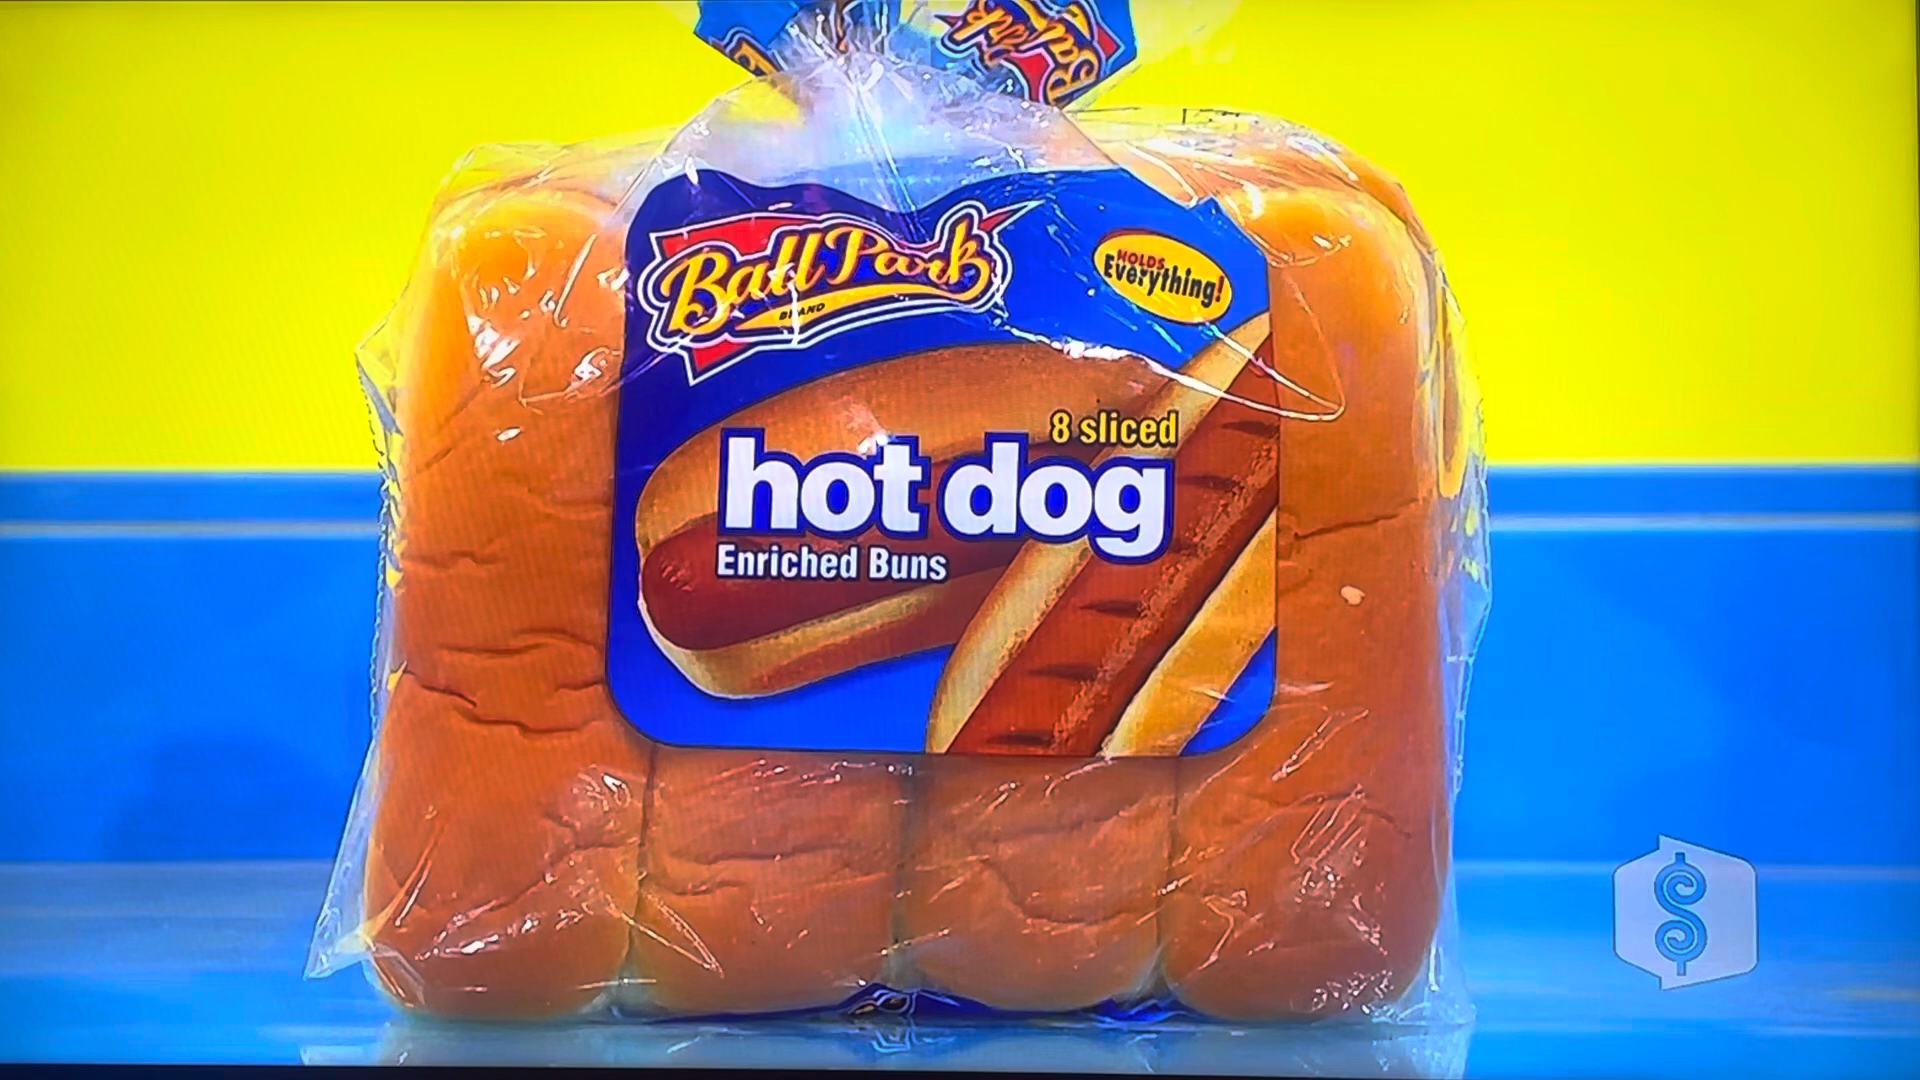 Ball Park
BRAND
HOLDS
Everything!
8 sliced
hot dog
Enriched Buns